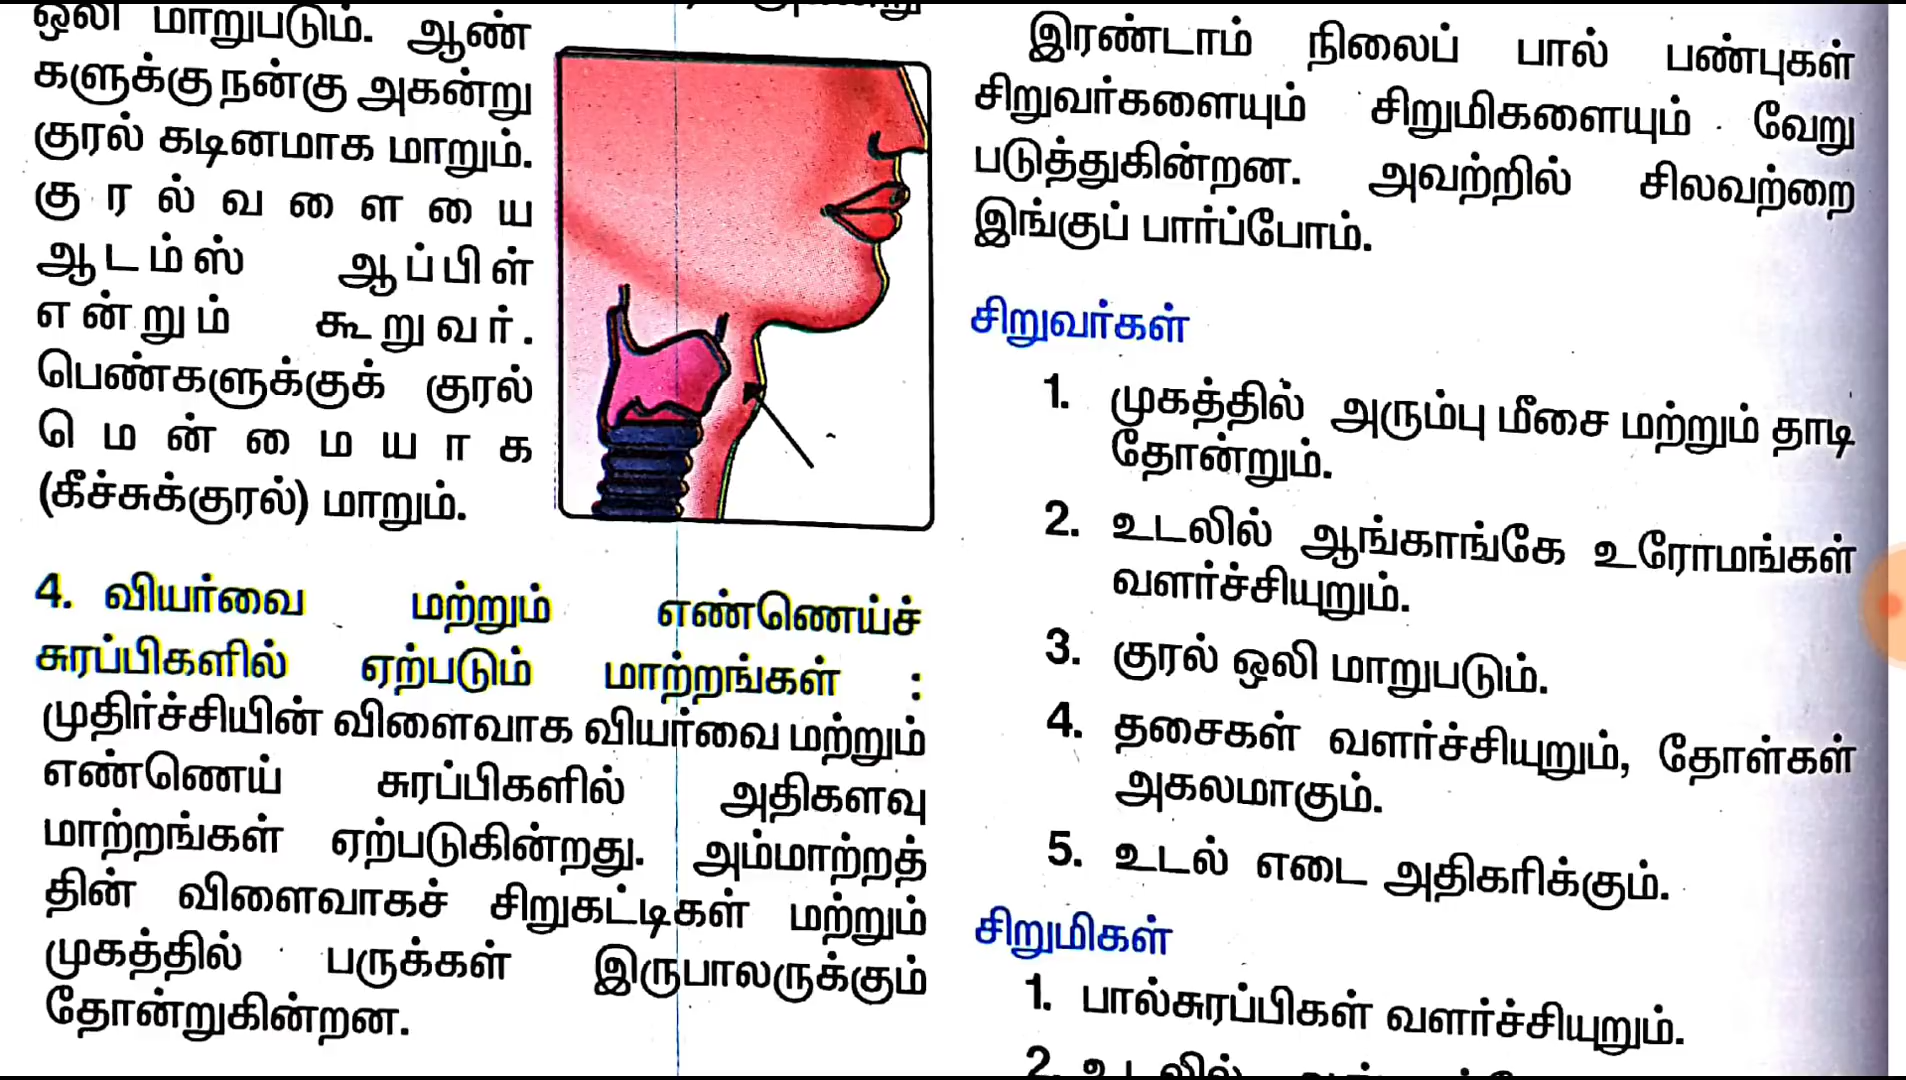 ஒலி மாறுபடும். ஆண்
களுக்கு நன்கு அகன்று
குரல் கடினமாக மாறும்.
குரல்வளையை
ஆடம்ஸ் ஆப்பிள்
என்றும் கூறுவர்.
பெண்களுக்குக் குரல்
மென்மையாக
(கீச்சுக்குரல்) மாறும்.
4. வியர்வை மற்றும் எண்ணெய்ச்
சுரப்பிகளில் ஏற்படும் மாற்றங்கள் :
முதிர்ச்சியின் விளைவாக வியர்வை மற்றும்
எண்ணெய் சுரப்பிகளில் அதிகளவு
மாற்றங்கள் ஏற்படுகின்றது. அம்மாற்றத்
தின் விளைவாகச் சிறுகட்டிகள் மற்றும்
முகத்தில் பருக்கள் இருபாலருக்கும்
தோன்றுகின்றன.
இரண்டாம் நிலைப் பால் பண்புகள்
சிறுவர்களையும் சிறுமிகளையும் வேறு
படுத்துகின்றன. அவற்றில் சிலவற்றை
இங்குப் பார்ப்போம்.
சிறுவர்கள்
1. முகத்தில் அரும்பு மீசை மற்றும் தாடி
தோன்றும்.
2. உடலில் ஆங்காங்கே உரோமங்கள்
வளர்ச்சியுறும்.
3. குரல் ஒலி மாறுபடும்.
4. தசைகள் வளர்ச்சியுறும், தோள்கள்
அகலமாகும்.
5. உடல் எடை அதிகரிக்கும்.
சிறுமிகள்
1. பால்சுரப்பிகள் வளர்ச்சியுறும்.
2. உடலில்